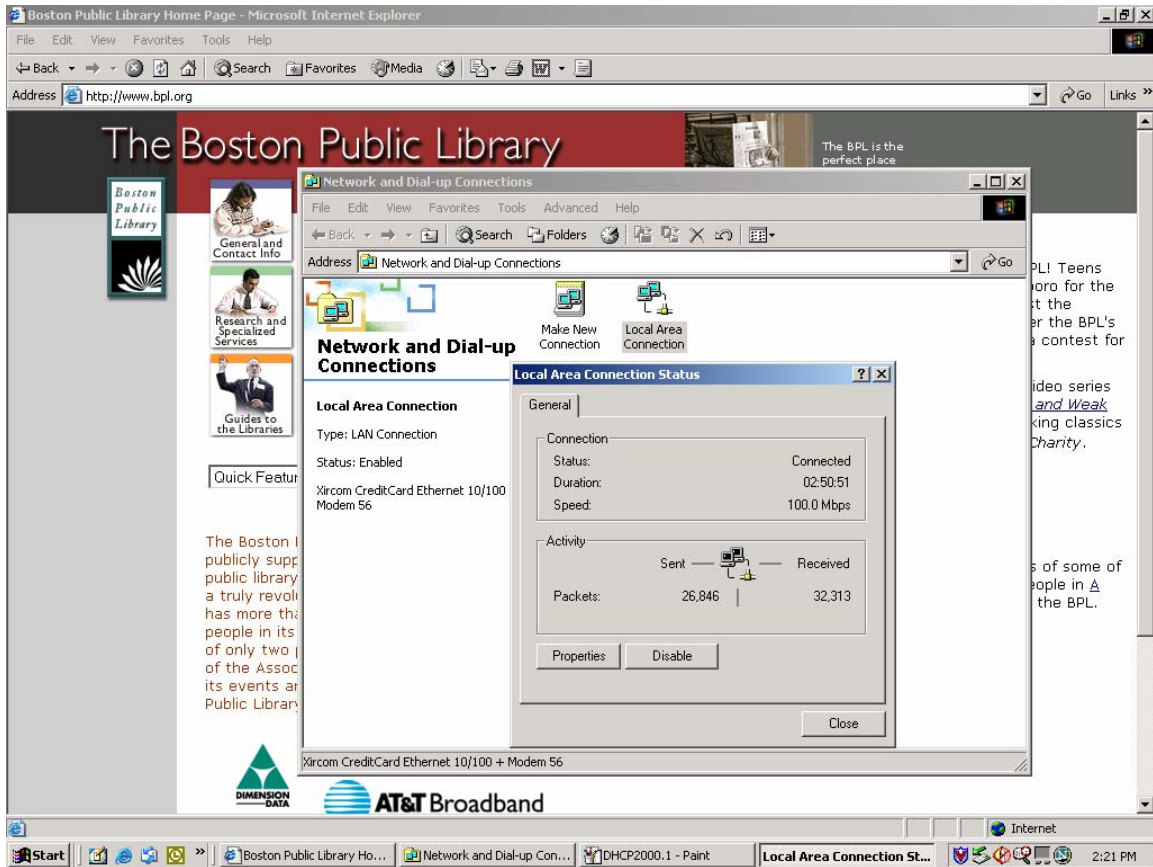 Boston Public Library Home Page - Microsoft Internet Explorer
File Edit View Favorites Tools Help
Back Search Favorites Media
Address http://www.bpl.org Go Links »
The Boston Public Library
The BPL is the
perfect place
Boston
Public
Library
General and
Contact Info
Research and
Specialized
Services
Guides to
the Libraries
Quick Featur
The Boston
publicly supp
public library
a truly revol
has more tha
people in its
of only two
of the Assoc
its events ar
Public Library
PL! Teens
oro for the
t the
er the BPL's
a contest for
ideo series
and Weak
king classics
Charity.
s of some of
eople in A
the BPL.
DIMENSION
DATA
AT&T Broadband
Network and Dial-up Connections
File Edit View Favorites Tools Advanced Help
Back Search Folders
Address Network and Dial-up Connections Go
Network and Dial-up
Connections
Make New
Connection
Local Area
Connection
Local Area Connection
Type: LAN Connection
Status: Enabled
Xircom CreditCard Ethernet 10/100
Modem 56
Xircom CreditCard Ethernet 10/100 + Modem 56
Local Area Connection Status
General
Connection
Status: Connected
Duration: 02:50:51
Speed: 100.0 Mbps
Activity
Sent Received
Packets: 26,846 32,313
Properties Disable
Close
Internet
Start » Boston Public Library Ho... Network and Dial-up Con... DHCP2000.1 - Paint Local Area Connection St... 2:21 PM